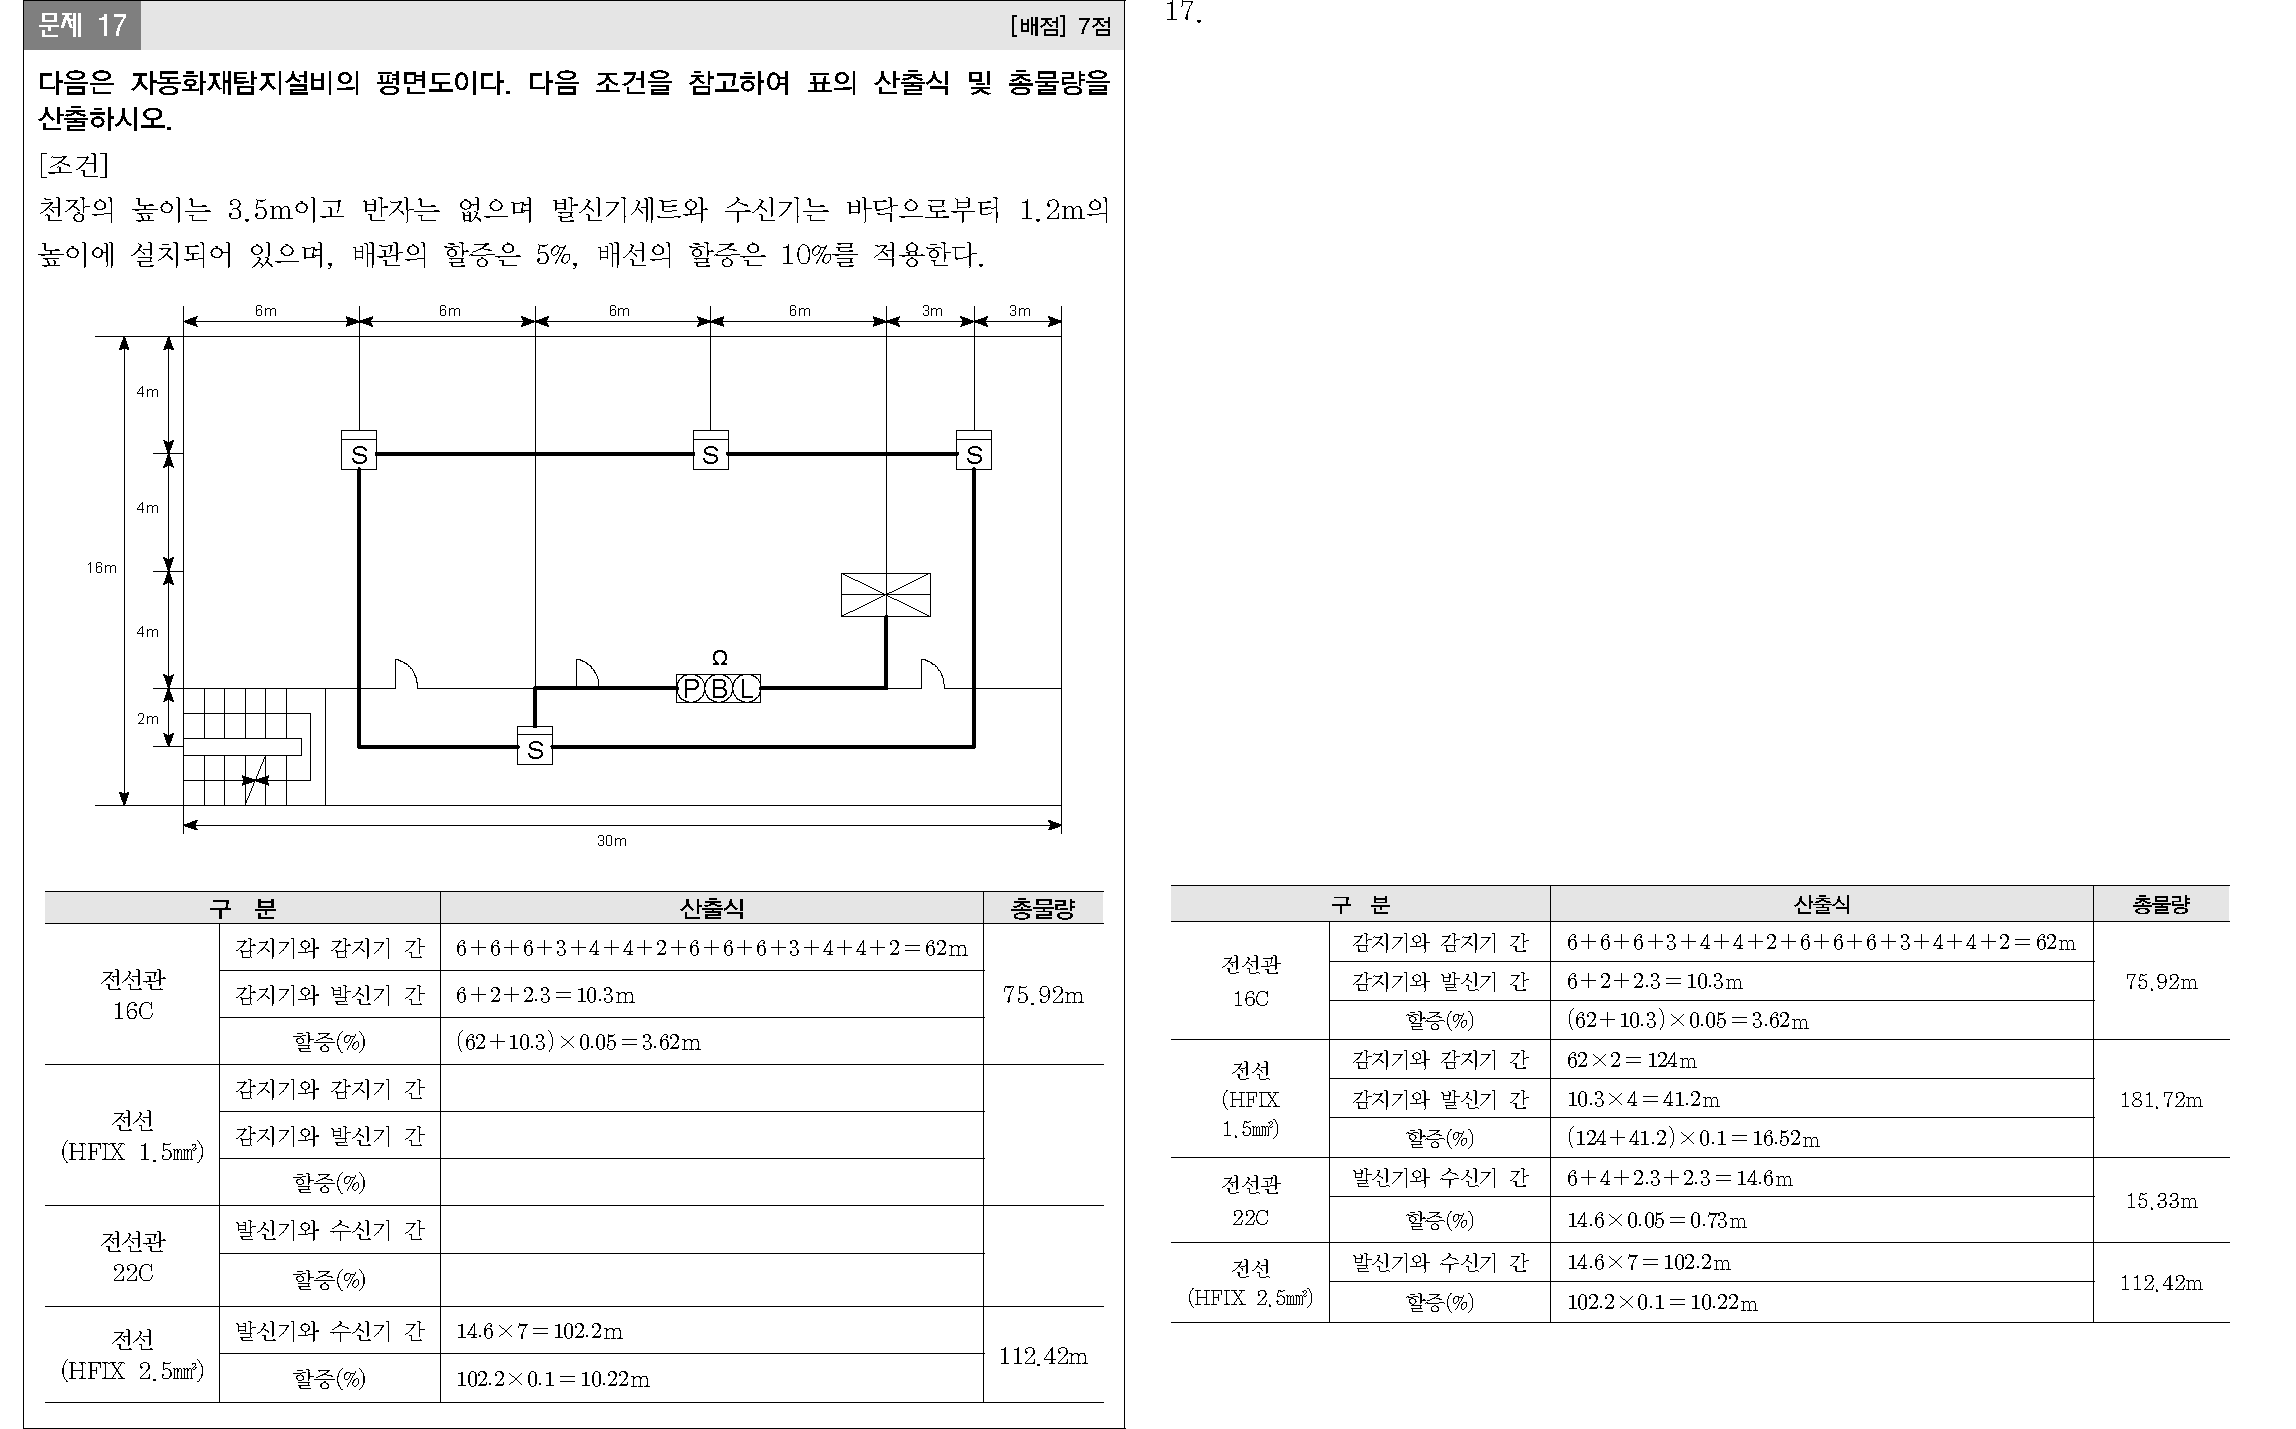 문제 17
[배점] 7점
다음은 자동화재탐지설비의 평면도이다. 다음 조건을 참고하여 표의 산출식 및 총물량을
산출하시오.
[조건]
천장의 높이는 3.5m이고 반자는 없으며 발신기세트와 수신기는 바닥으로부터 1.2m의
높이에 설치되어 있으며, 배관의 할증은 5%, 배선의 할증은 10%를 적용한다.
6m 6m 6m 6m 3m 3m
4m
S S S
4m
16m
4m
Ω
P B L
2m
S
30m
구 분 산출식 총물량
전선관
16C
감지기와 감지기 간 6+6+6+3+4+4+2+6+6+6+3+4+4+2=62m
감지기와 발신기 간 6+2+2.3=10.3m
할증(%) (62+10.3)×0.05=3.62m
75.92m
전선
(HFIX 1.5㎟)
감지기와 감지기 간
감지기와 발신기 간
할증(%)
전선관
22C
발신기와 수신기 간
할증(%)
전선
(HFIX 2.5㎟)
발신기와 수신기 간 14.6×7=102.2m
할증(%) 102.2×0.1=10.22m
112.42m
17.
구 분 산출식 총물량
전선관
16C
감지기와 감지기 간 6+6+6+3+4+4+2+6+6+6+3+4+4+2=62m
감지기와 발신기 간 6+2+2.3=10.3m
할증(%) (62+10.3)×0.05=3.62m
75.92m
전선
(HFIX
1.5㎟)
감지기와 감지기 간 62×2=124m
감지기와 발신기 간 10.3×4=41.2m
할증(%) (124+41.2)×0.1=16.52m
181.72m
전선관
22C
발신기와 수신기 간 6+4+2.3+2.3=14.6m
할증(%) 14.6×0.05=0.73m
15.33m
전선
(HFIX 2.5㎟)
발신기와 수신기 간 14.6×7=102.2m
할증(%) 102.2×0.1=10.22m
112.42m